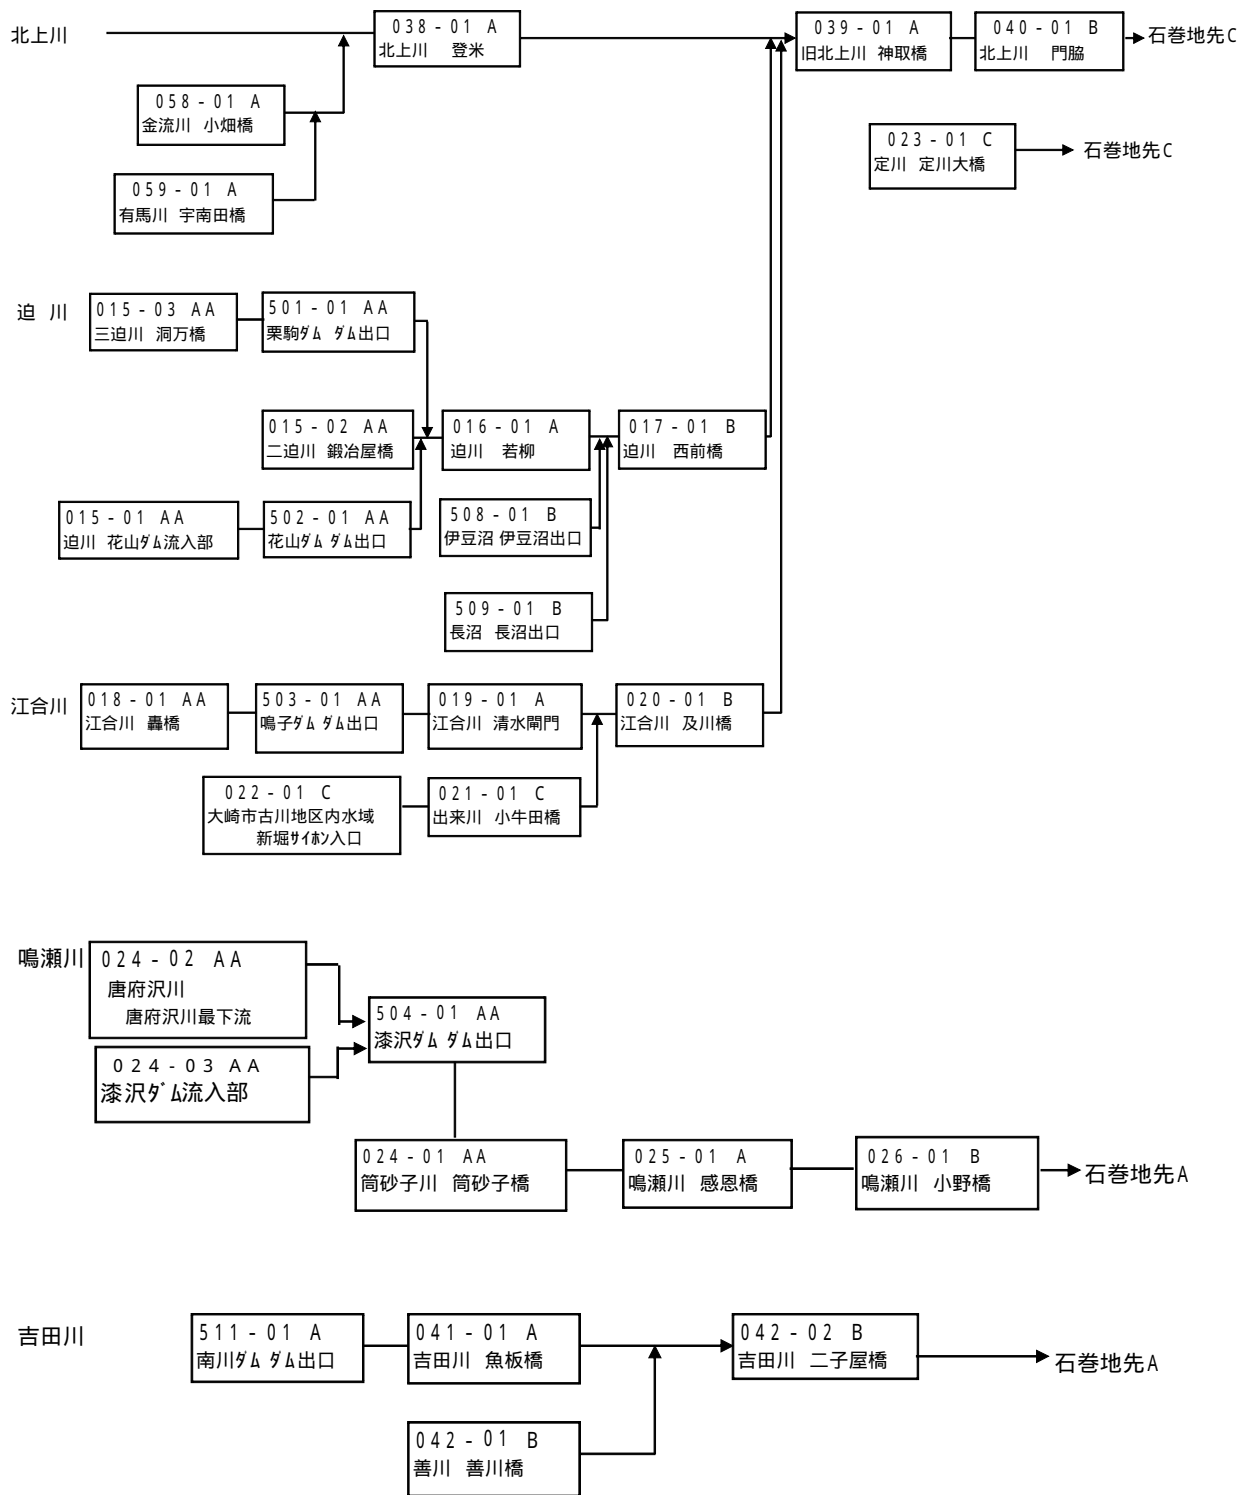 北上川
038-01 A
北上川 登米
039-01 A
旧北上川 神取橋
040-01 B
北上川 門脇
石巻地先C
058-01 A
金流川 小畑橋
023-01 C
定川 定川大橋
石巻地先C
059-01 A
有馬川 宇南田橋
迫 川
015-03 AA
三迫川 洞万橋
501-01 AA
栗駒ダム ダム出口
015-02 AA
二迫川 鍛冶屋橋
016-01 A
迫川 若柳
017-01 B
迫川 西前橋
015-01 AA
迫川 花山ダム流入部
502-01 AA
花山ダム ダム出口
508-01 B
伊豆沼 伊豆沼出口
509-01 B
長沼 長沼出口
江合川
018-01 AA
江合川 轟橋
503-01 AA
鳴子ダム ダム出口
019-01 A
江合川 清水閘門
020-01 B
江合川 及川橋
022-01 C
大崎市古川地区内水域
新堀サイホン入口
021-01 C
出来川 小牛田橋
鳴瀬川
024-02 AA
唐府沢川
唐府沢川最下流
504-01 AA
漆沢ダム ダム出口
024-03 AA
漆沢ダム流入部
024-01 AA
筒砂子川 筒砂子橋
025-01 A
鳴瀬川 感恩橋
026-01 B
鳴瀬川 小野橋
石巻地先A
吉田川
511-01 A
南川ダム ダム出口
041-01 A
吉田川 魚板橋
042-02 B
吉田川 二子屋橋
石巻地先A
042-01 B
善川 善川橋